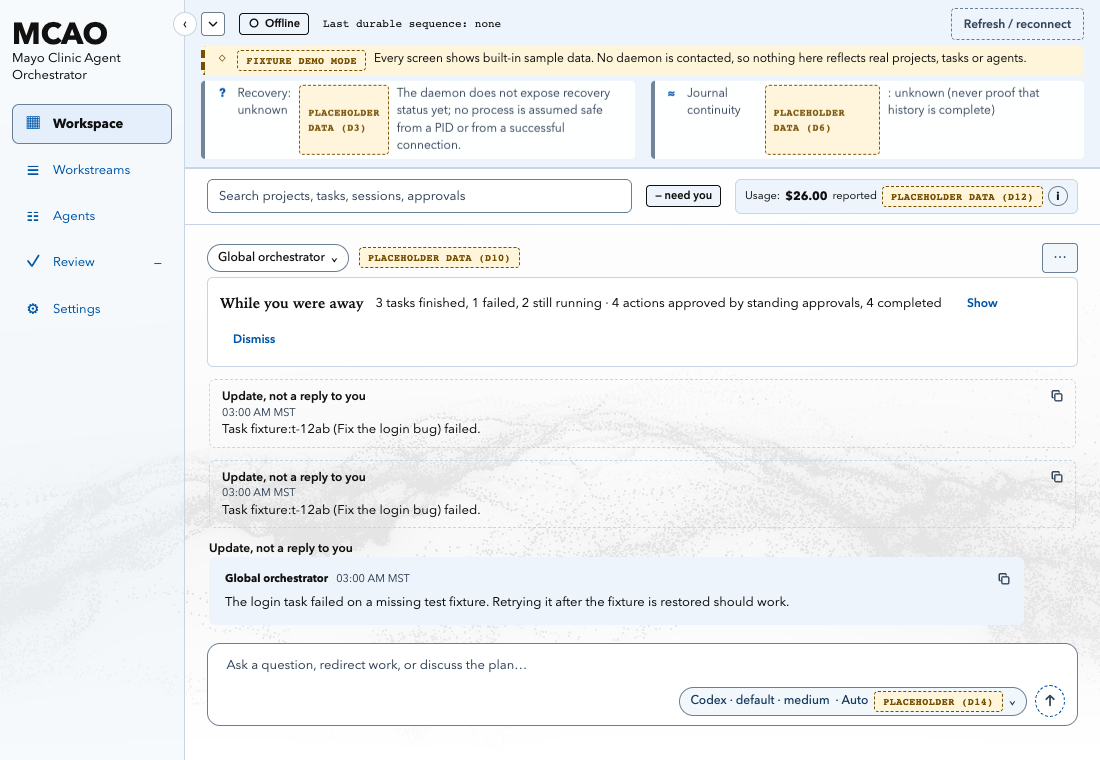 MCAO
Mayo Clinic Agent
Orchestrator
Workspace
Workstreams
Agents
Review –
Settings
Offline Last durable sequence: none Refresh / reconnect
FIXTURE DEMO MODE Every screen shows built-in sample data. No daemon is contacted, so nothing here reflects real projects, tasks or agents.
? Recovery: unknown PLACEHOLDER DATA (D3) The daemon does not expose recovery
status yet; no process is assumed safe
from a PID or from a successful
connection.
≈ Journal continuity PLACEHOLDER DATA (D6) : unknown (never proof that
history is complete)
Search projects, tasks, sessions, approvals – need you Usage: $26.00 reported PLACEHOLDER DATA (D12) i
Global orchestrator PLACEHOLDER DATA (D10) ...
While you were away 3 tasks finished, 1 failed, 2 still running · 4 actions approved by standing approvals, 4 completed Show
Dismiss
Update, not a reply to you
03:00 AM MST
Task fixture:t-12ab (Fix the login bug) failed.
Update, not a reply to you
03:00 AM MST
Task fixture:t-12ab (Fix the login bug) failed.
Update, not a reply to you
Global orchestrator 03:00 AM MST
The login task failed on a missing test fixture. Retrying it after the fixture is restored should work.
Ask a question, redirect work, or discuss the plan…
Codex · default · medium · Auto PLACEHOLDER (D14)